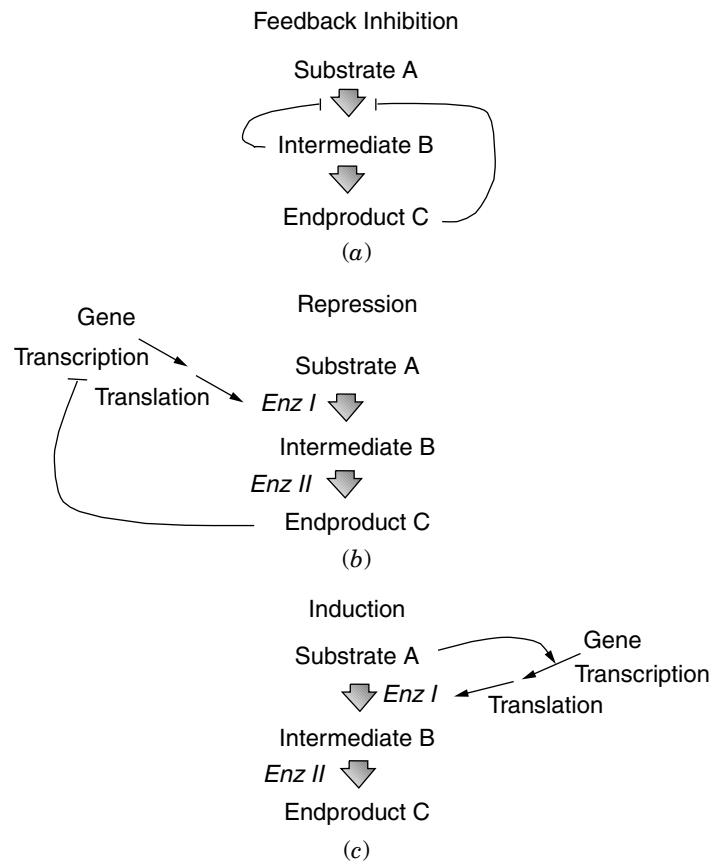 Feedback Inhibition
Substrate A
Intermediate B
Endproduct C
(a)
Repression
Gene
Transcription
Translation
Substrate A
Enz I
Intermediate B
Enz II
Endproduct C
(b)
Induction
Substrate A
Gene
Transcription
Enz I
Translation
Intermediate B
Enz II
Endproduct C
(c)